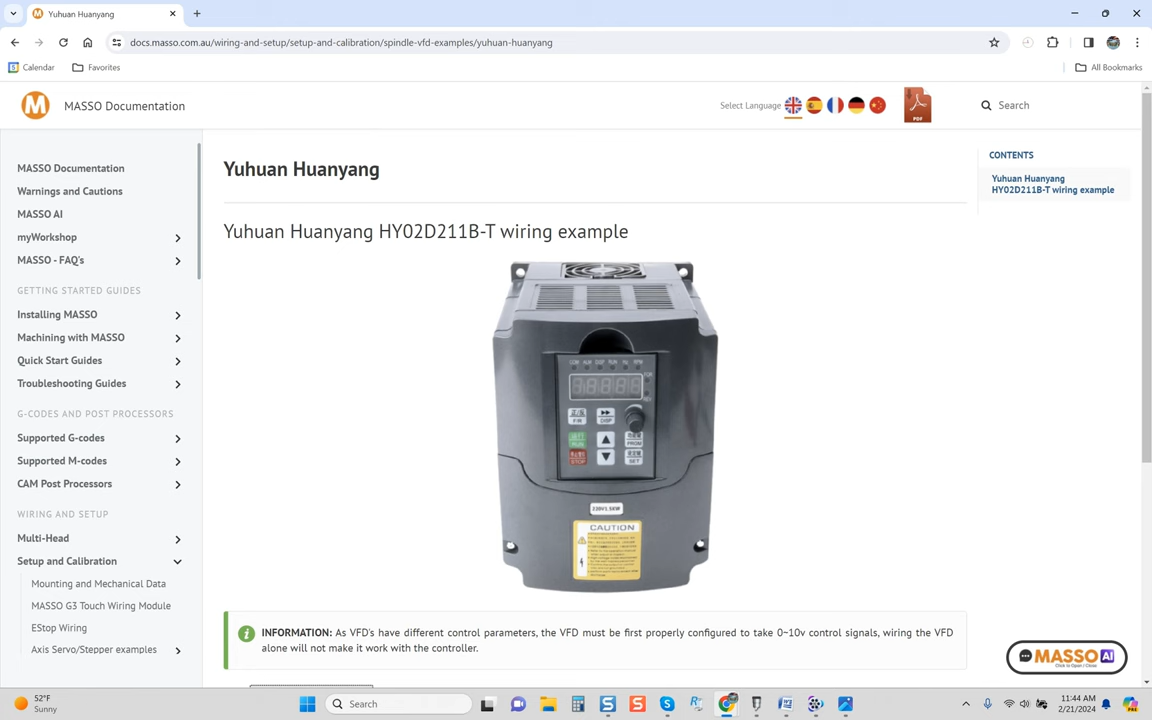 Yuhuan Huanyang
docs.masso.com.au/wiring-and-setup/setup-and-calibration/spindle-vfd-examples/yuhuan-huanyang
Calendar
Favorites
All Bookmarks
M
MASSO Documentation
Select Language
PDF
Search
MASSO Documentation
Warnings and Cautions
MASSO AI
myWorkshop
MASSO - FAQ's
GETTING STARTED GUIDES
Installing MASSO
Machining with MASSO
Quick Start Guides
Troubleshooting Guides
G-CODES AND POST PROCESSORS
Supported G-codes
Supported M-codes
CAM Post Processors
WIRING AND SETUP
Multi-Head
Setup and Calibration
Mounting and Mechanical Data
MASSO G3 Touch Wiring Module
EStop Wiring
Axis Servo/Stepper examples
Yuhuan Huanyang
Yuhuan Huanyang HY02D211B-T wiring example
CAUTION
INFORMATION: As VFD's have different control parameters, the VFD must be first properly configured to take 0~10v control signals, wiring the VFD
alone will not make it work with the controller.
CONTENTS
Yuhuan Huanyang
HY02D211B-T wiring example
MASSO AI
Click to Open / Close
52°F
Sunny
Search
11:44 AM
2/21/2024